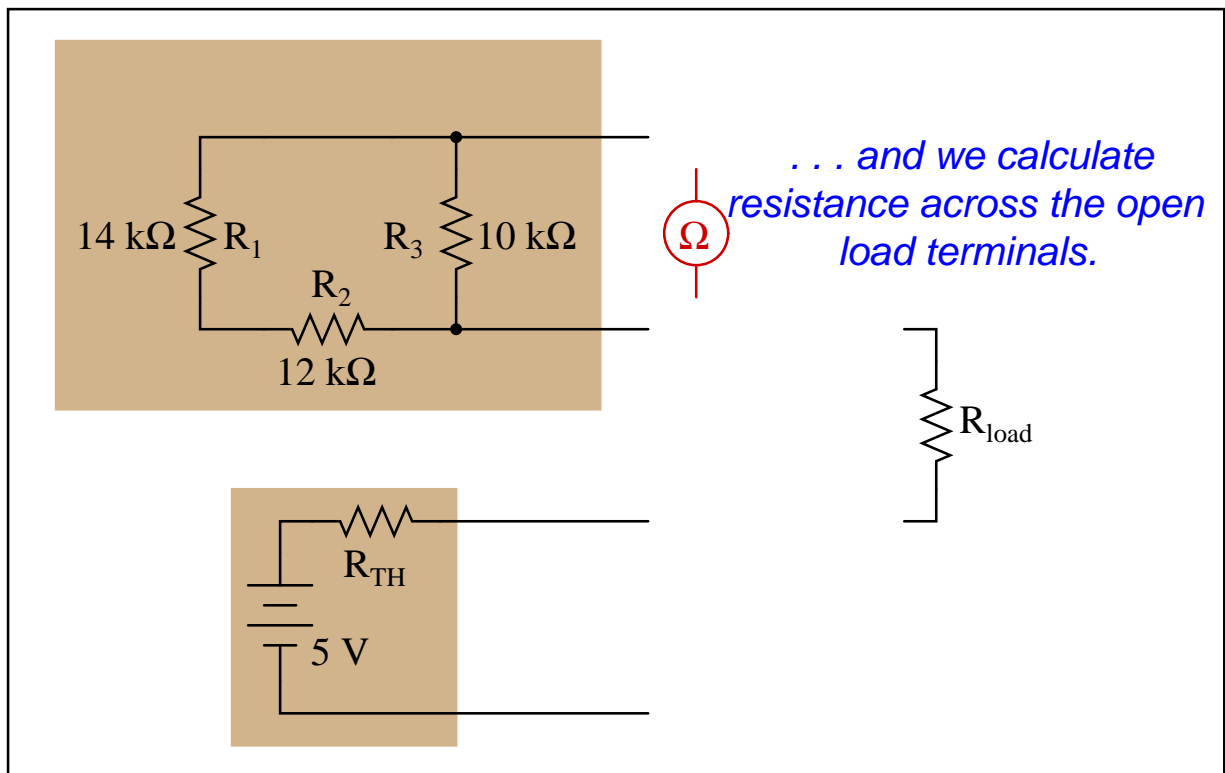 . . . and we calculate
resistance across the open
load terminals.
14 kΩ
R1
R3
10 kΩ
Ω
R2
12 kΩ
Rload
RTH
5 V